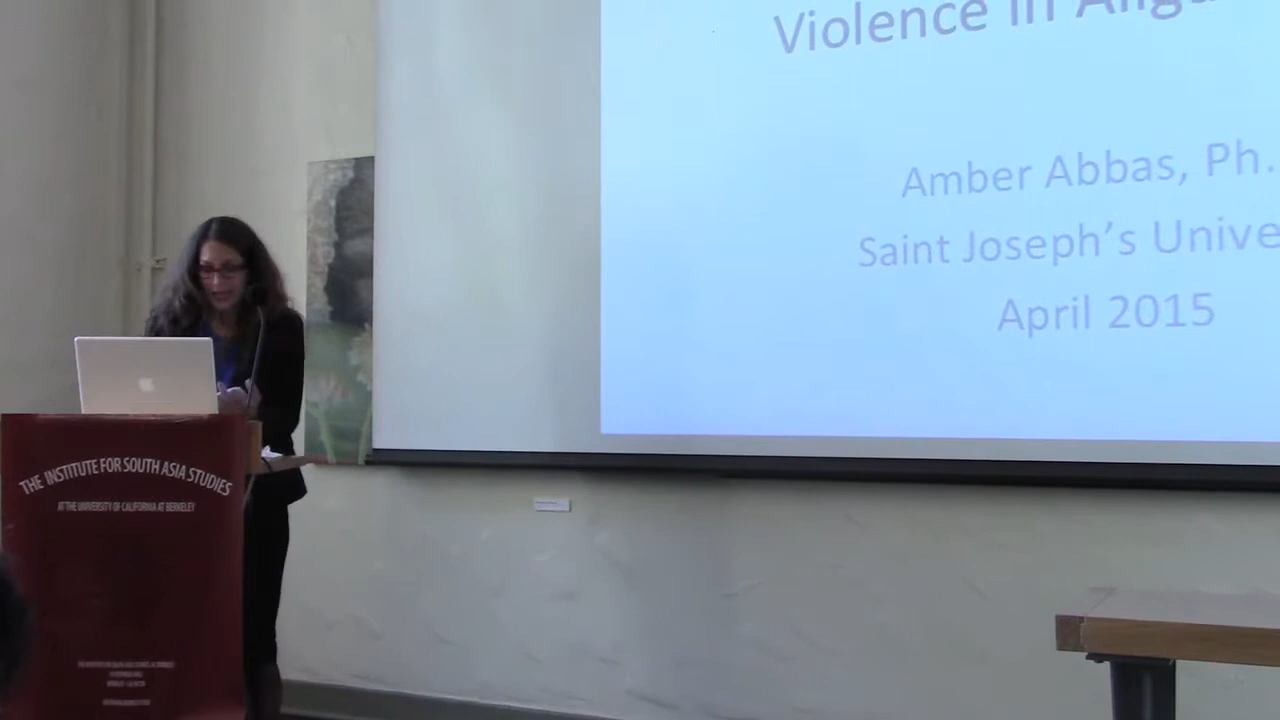 Violence in Aliga
Amber Abbas, Ph.
Saint Joseph’s Unive
April 2015
THE INSTITUTE FOR SOUTH ASIA STUDIES
AT THE UNIVERSITY OF CALIFORNIA AT BERKELEY